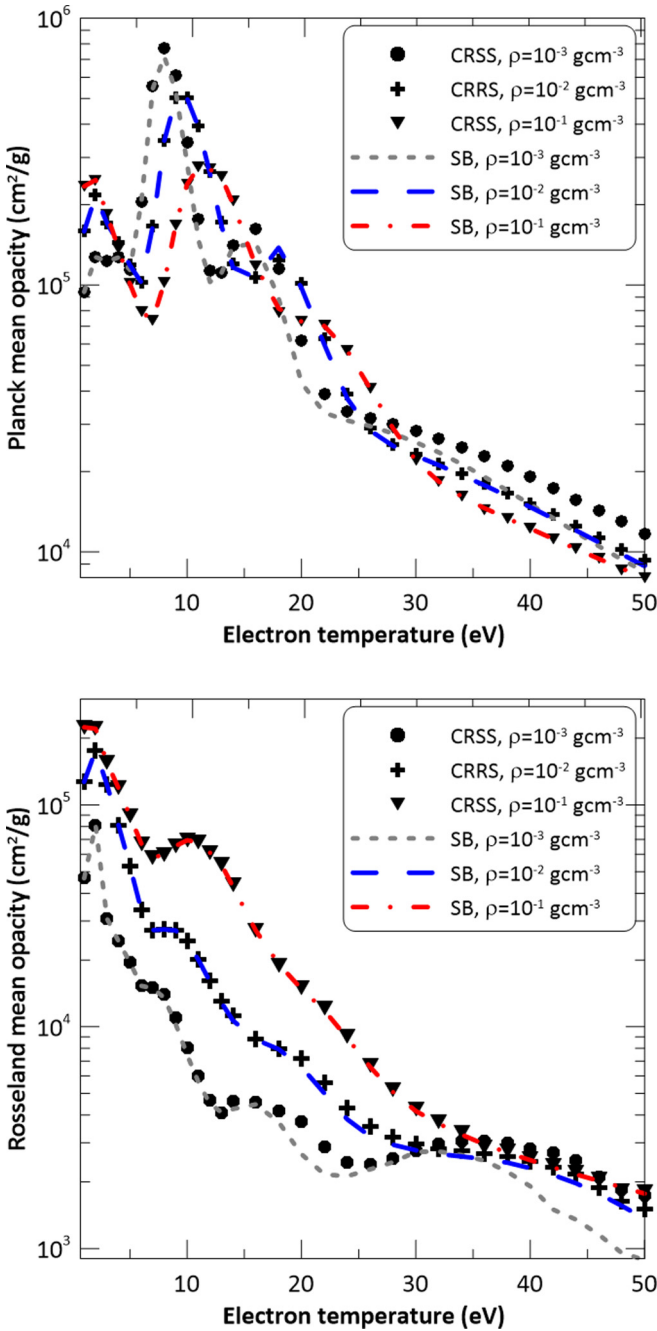 10⁶
CRSS, ρ=10⁻³ gcm⁻³
CRRS, ρ=10⁻² gcm⁻³
CRSS, ρ=10⁻¹ gcm⁻³
SB, ρ=10⁻³ gcm⁻³
SB, ρ=10⁻² gcm⁻³
SB, ρ=10⁻¹ gcm⁻³
Planck mean opacity (cm²/g)
10⁵
10⁴
10 20 30 40 50
Electron temperature (eV)
CRSS, ρ=10⁻³ gcm⁻³
CRRS, ρ=10⁻² gcm⁻³
CRSS, ρ=10⁻¹ gcm⁻³
SB, ρ=10⁻³ gcm⁻³
SB, ρ=10⁻² gcm⁻³
SB, ρ=10⁻¹ gcm⁻³
Rosseland mean opacity (cm²/g)
10⁵
10⁴
10³
10 20 30 40 50
Electron temperature (eV)